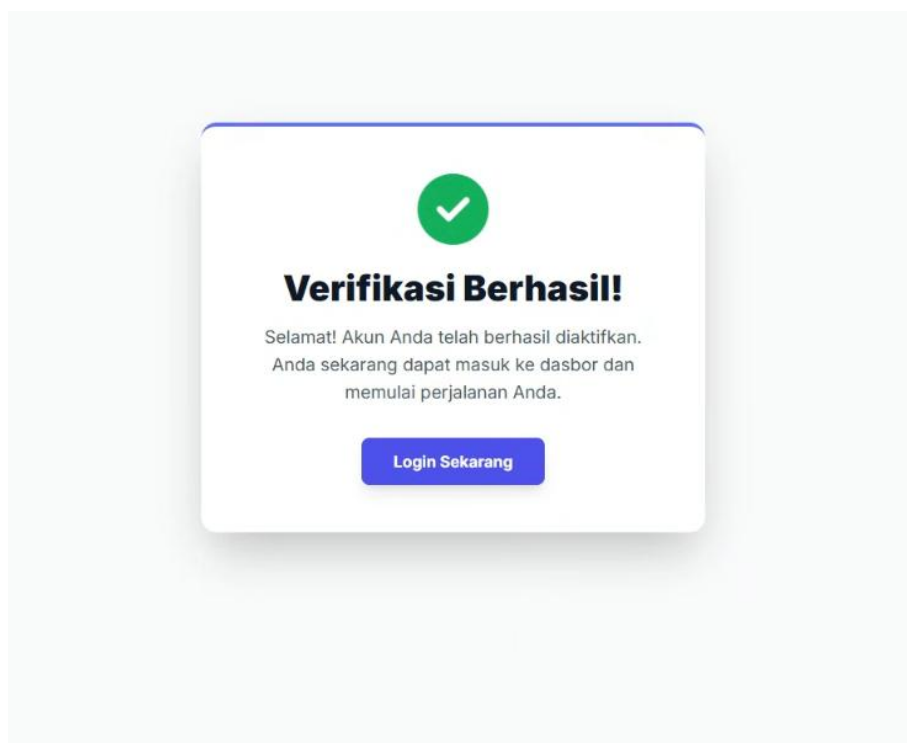 Verifikasi Berhasil!
Selamat! Akun Anda telah berhasil diaktifkan.
Anda sekarang dapat masuk ke dasbor dan
memulai perjalanan Anda.
Login Sekarang